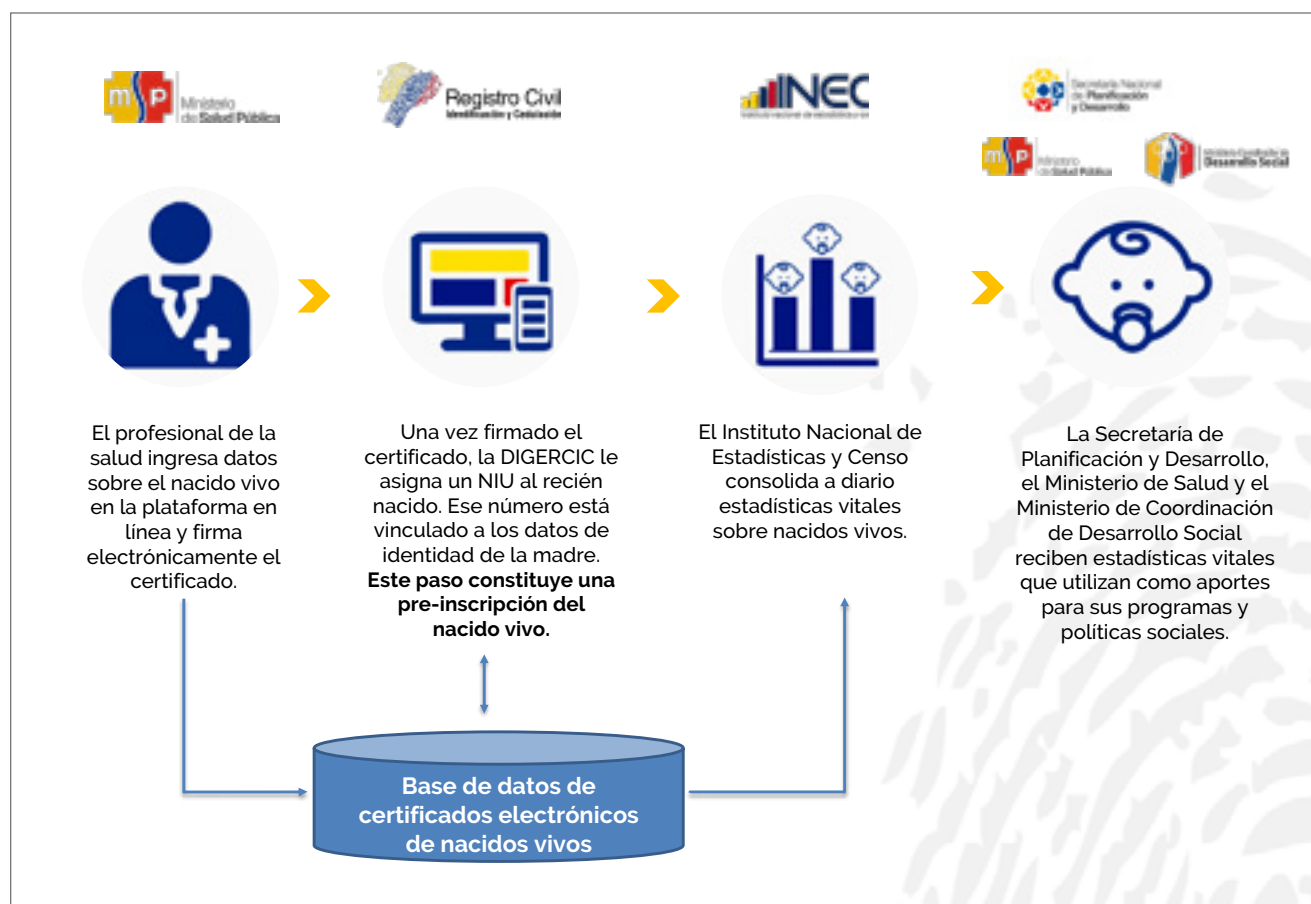 msp
Ministerio
de Salud Pública
Registro Civil
Identificación y Cedulación
INEC
Secretaría Nacional
de Planificación
y Desarrollo
msp
Ministerio
de Salud Pública
Ministerio Coordinador de
Desarrollo Social
El profesional de la
salud ingresa datos
sobre el nacido vivo
en la plataforma en
línea y firma
electrónicamente el
certificado.
Una vez firmado el
certificado, la DIGERCIC le
asigna un NIU al recién
nacido. Ese número está
vinculado a los datos de
identidad de la madre.
Este paso constituye una
pre-inscripción del
nacido vivo.
El Instituto Nacional de
Estadísticas y Censo
consolida a diario
estadísticas vitales
sobre nacidos vivos.
La Secretaría de
Planificación y Desarrollo,
el Ministerio de Salud y el
Ministerio de Coordinación
de Desarrollo Social
reciben estadísticas vitales
que utilizan como aportes
para sus programas y
políticas sociales.
Base de datos de
certificados electrónicos
de nacidos vivos